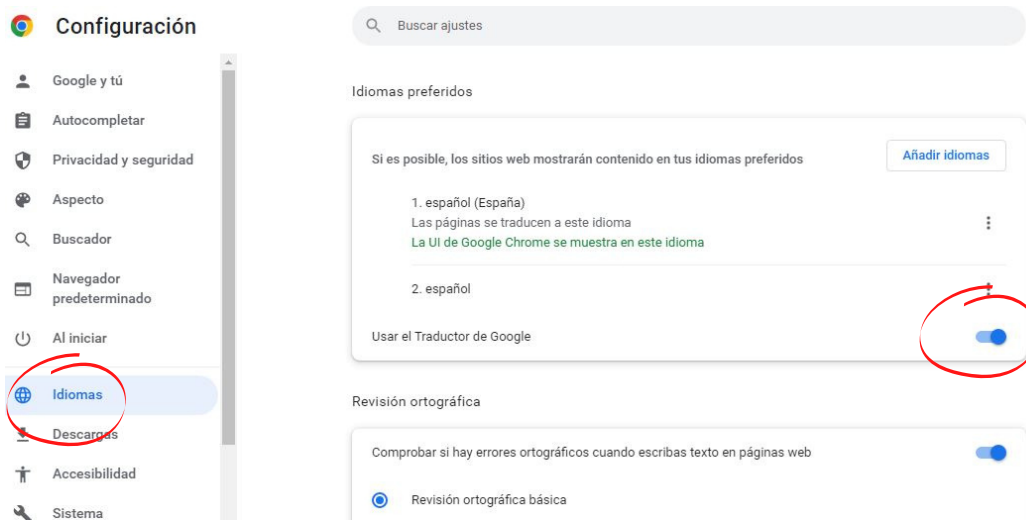 Configuración
Buscar ajustes
Google y tú
Autocompletar
Privacidad y seguridad
Aspecto
Buscador
Navegador
predeterminado
Al iniciar
Idiomas
Descargas
Accesibilidad
Sistema
Idiomas preferidos
Si es posible, los sitios web mostrarán contenido en tus idiomas preferidos
Añadir idiomas
1. español (España)
Las páginas se traducen a este idioma
La UI de Google Chrome se muestra en este idioma
2. español
Usar el Traductor de Google
Revisión ortográfica
Comprobar si hay errores ortográficos cuando escribas texto en páginas web
Revisión ortográfica básica